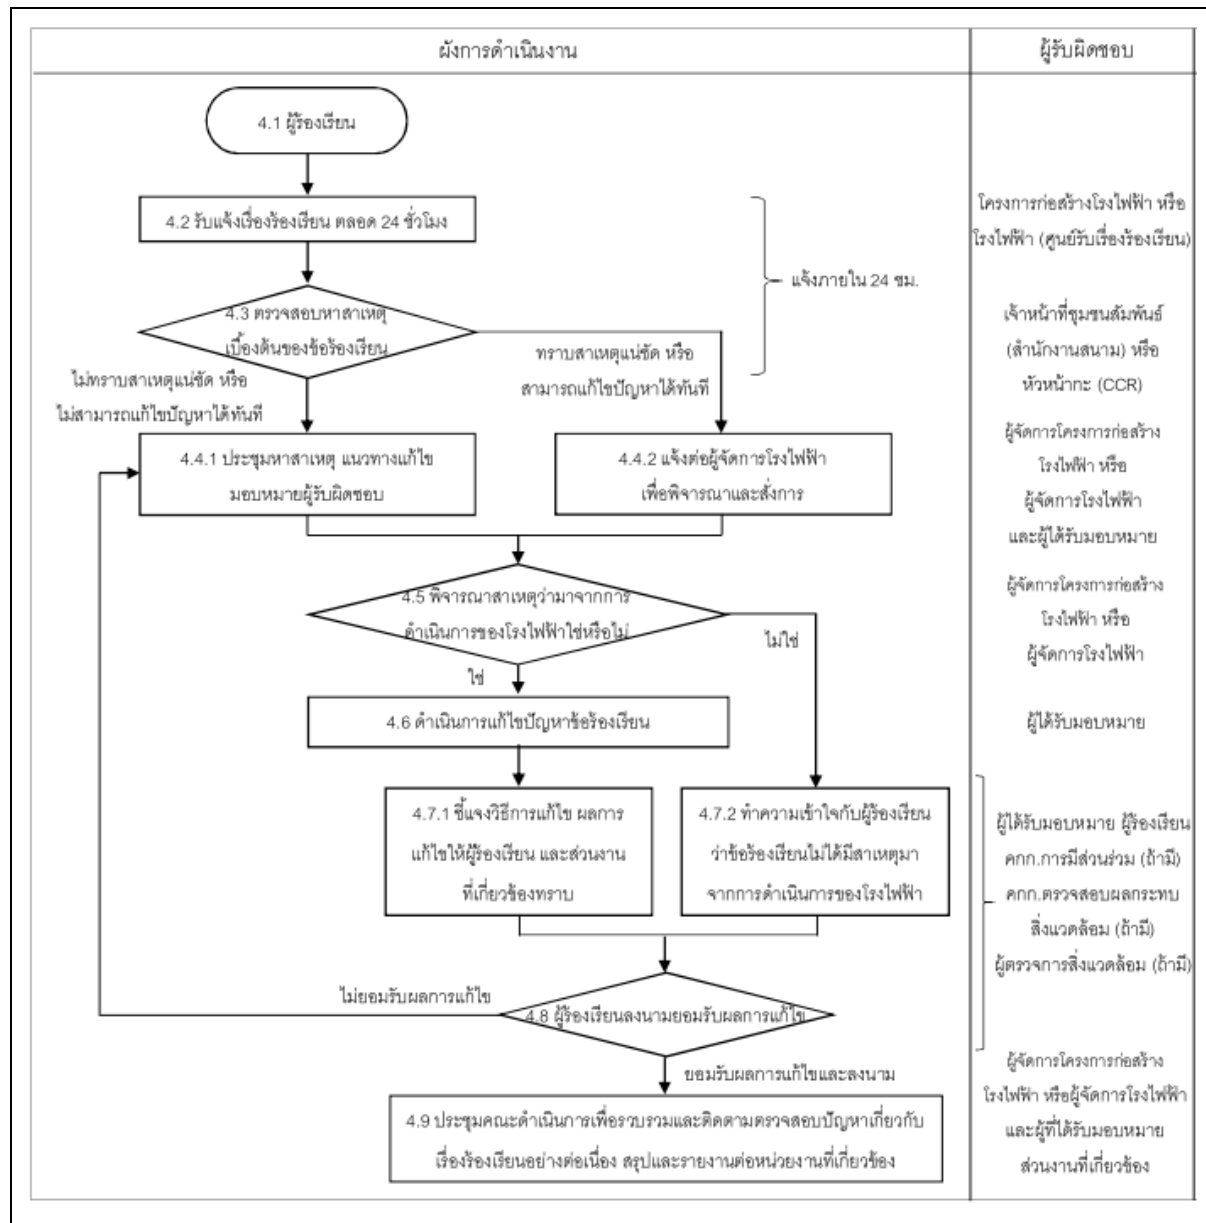 ผังการดำเนินงาน
ผู้รับผิดชอบ
4.1 ผู้ร้องเรียน
4.2 รับแจ้งเรื่องร้องเรียน ตลอด 24 ชั่วโมง
โครงการก่อสร้างโรงไฟฟ้า หรือ
โรงไฟฟ้า (ศูนย์รับเรื่องร้องเรียน)
แจ้งภายใน 24 ชม.
4.3 ตรวจสอบหาสาเหตุ
เบื้องต้นของข้อร้องเรียน
เจ้าหน้าที่ชุมชนสัมพันธ์
(สำนักงานสนาม) หรือ
หัวหน้ากะ (CCR)
ไม่ทราบสาเหตุแน่ชัด หรือ
ไม่สามารถแก้ไขปัญหาได้ทันที
ทราบสาเหตุแน่ชัด หรือ
สามารถแก้ไขปัญหาได้ทันที
4.4.1 ประชุมหาสาเหตุ แนวทางแก้ไข
มอบหมายผู้รับผิดชอบ
4.4.2 แจ้งต่อผู้จัดการโรงไฟฟ้า
เพื่อพิจารณาและสั่งการ
ผู้จัดการโครงการก่อสร้าง
โรงไฟฟ้า หรือ
ผู้จัดการโรงไฟฟ้า
และผู้ได้รับมอบหมาย
4.5 พิจารณาสาเหตุว่ามาจากการ
ดำเนินการของโรงไฟฟ้าใช่หรือไม่
ผู้จัดการโครงการก่อสร้าง
โรงไฟฟ้า หรือ
ผู้จัดการโรงไฟฟ้า
ไม่ใช่
ใช่
4.6 ดำเนินการแก้ไขปัญหาข้อร้องเรียน
ผู้ได้รับมอบหมาย
4.7.1 ชี้แจงวิธีการแก้ไข ผลการ
แก้ไขให้ผู้ร้องเรียน และส่วนงาน
ที่เกี่ยวข้องทราบ
4.7.2 ทำความเข้าใจกับผู้ร้องเรียน
ว่าข้อร้องเรียนไม่ได้มีสาเหตุมา
จากการดำเนินการของโรงไฟฟ้า
ผู้ได้รับมอบหมาย ผู้ร้องเรียน
คกก.การมีส่วนร่วม (ถ้ามี)
คกก.ตรวจสอบผลกระทบ
สิ่งแวดล้อม (ถ้ามี)
ผู้ตรวจการสิ่งแวดล้อม (ถ้ามี)
ไม่ยอมรับผลการแก้ไข
4.8 ผู้ร้องเรียนลงนามยอมรับผลการแก้ไข
ยอมรับผลการแก้ไขและลงนาม
4.9 ประชุมคณะดำเนินการเพื่อรวบรวมและติดตามตรวจสอบปัญหาเกี่ยวกับ
เรื่องร้องเรียนอย่างต่อเนื่อง สรุปและรายงานต่อหน่วยงานที่เกี่ยวข้อง
ผู้จัดการโครงการก่อสร้าง
โรงไฟฟ้า หรือผู้จัดการโรงไฟฟ้า
และผู้ที่ได้รับมอบหมาย
ส่วนงานที่เกี่ยวข้อง